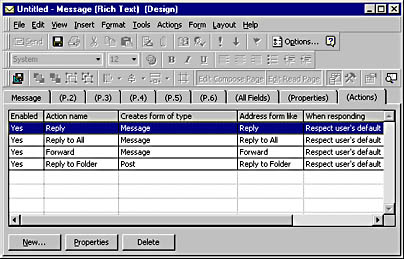 Untitled - Message (Rich Text) (Design)
File Edit View Insert Format Tools Actions Form Help
Send Options...
System 12 B I U
Edit Compose Page Edit Read Page
Message (P.2) (P.3) (P.4) (P.5) (P.6) (All Fields) (Properties) (Actions)
Enabled Action name Creates form of type Address form like When responding
Yes Reply Message Reply Respect user's default
Yes Reply to All Message Reply to All Respect user's default
Yes Forward Message Forward Respect user's default
Yes Reply to Folder Post Reply to Folder Respect user's default
New... Properties Delete